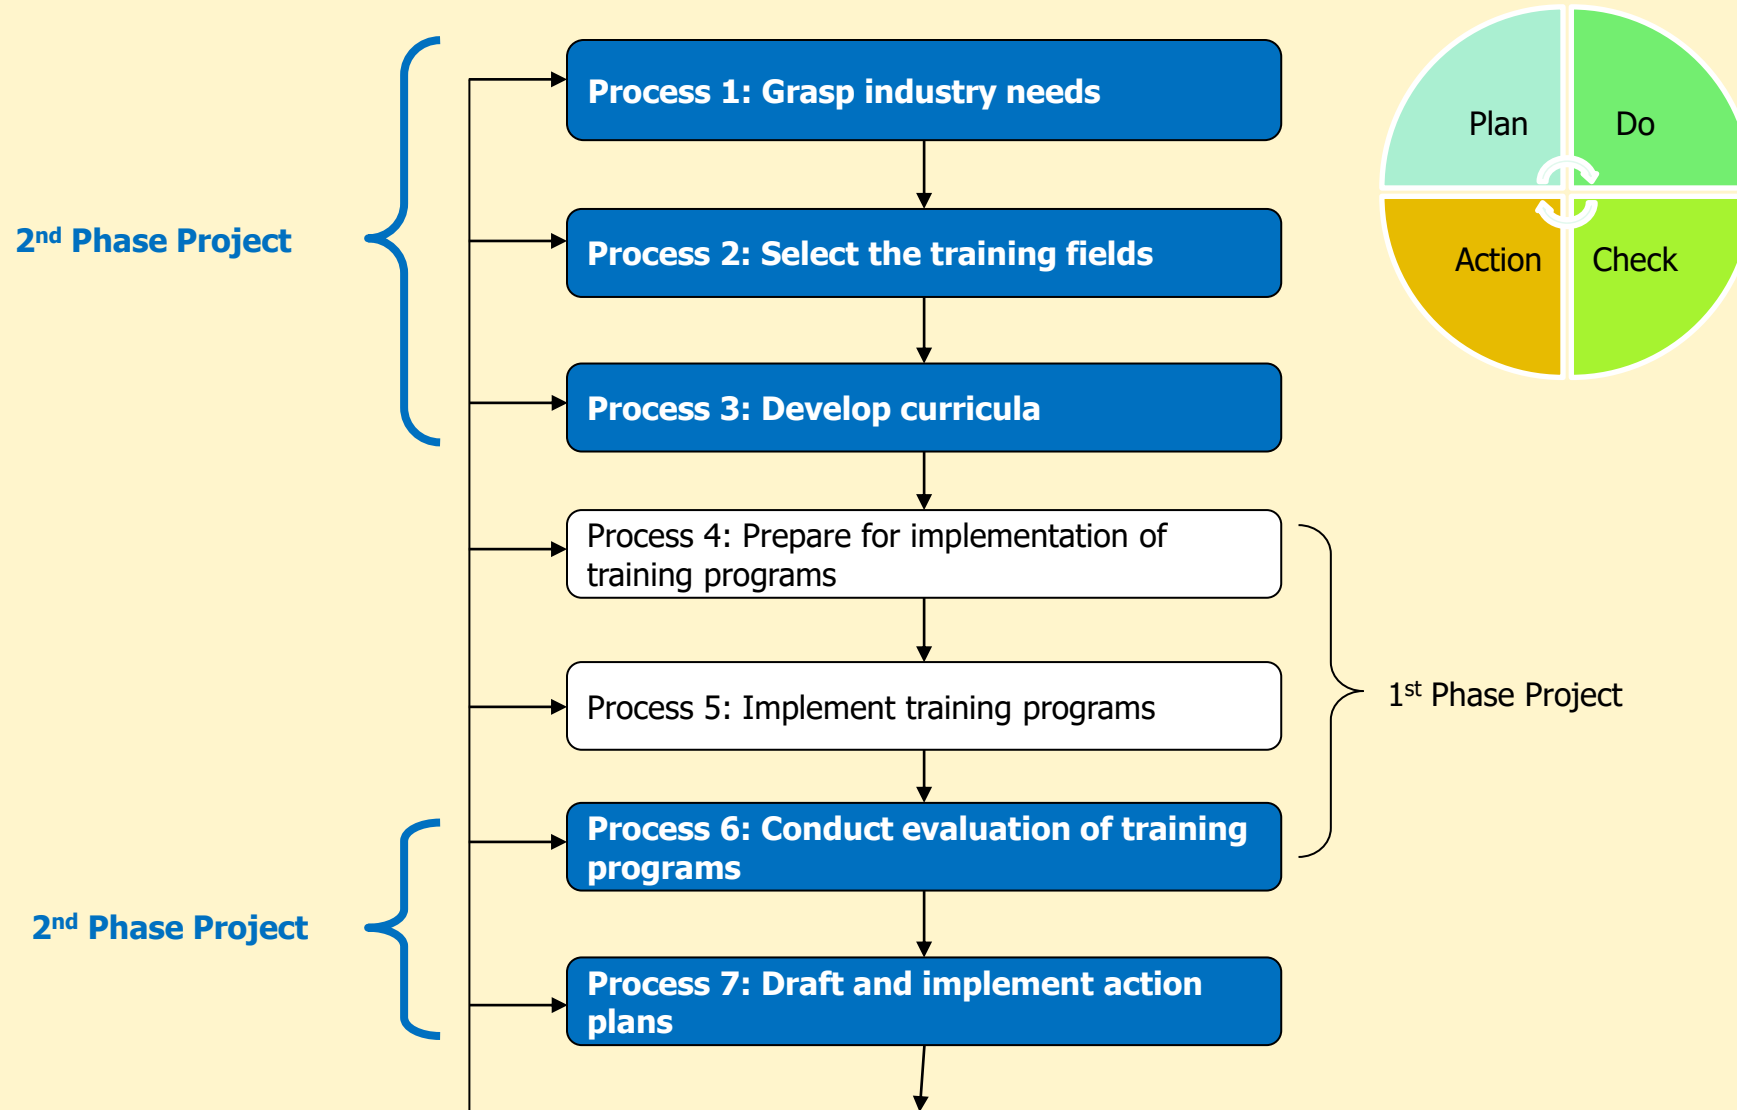 Process 1: Grasp industry needs
Plan
Do
2nd Phase Project
Process 2: Select the training fields
Action
Check
Process 3: Develop curricula
Process 4: Prepare for implementation of
training programs
Process 5: Implement training programs
1st Phase Project
Process 6: Conduct evaluation of training
programs
2nd Phase Project
Process 7: Draft and implement action
plans